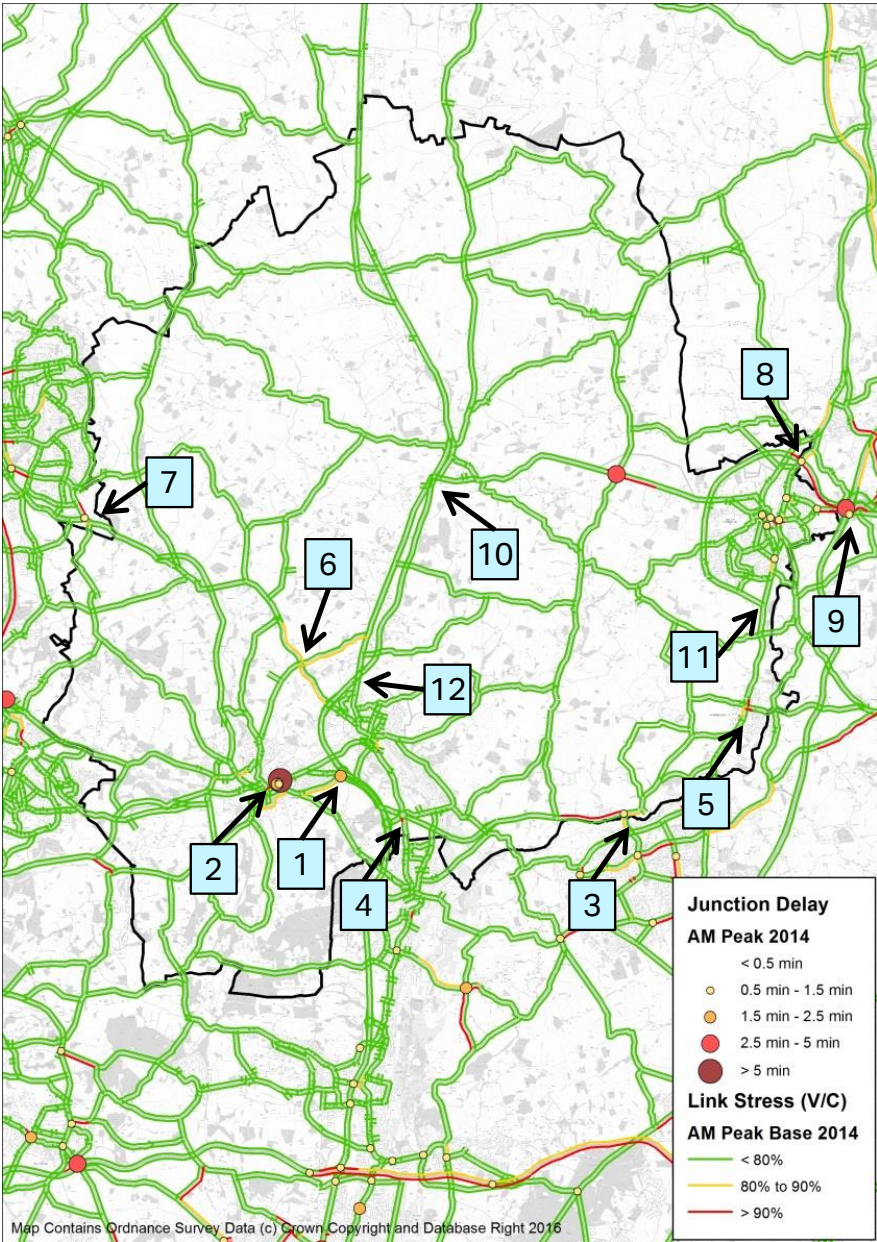 8
7
10
6
9
11
12
5
2
1
4
3
Junction Delay
AM Peak 2014
< 0.5 min
0.5 min - 1.5 min
1.5 min - 2.5 min
2.5 min - 5 min
> 5 min
Link Stress (V/C)
AM Peak Base 2014
< 80%
80% to 90%
> 90%
Map Contains Ordnance Survey Data (c) Crown Copyright and Database Right 2016